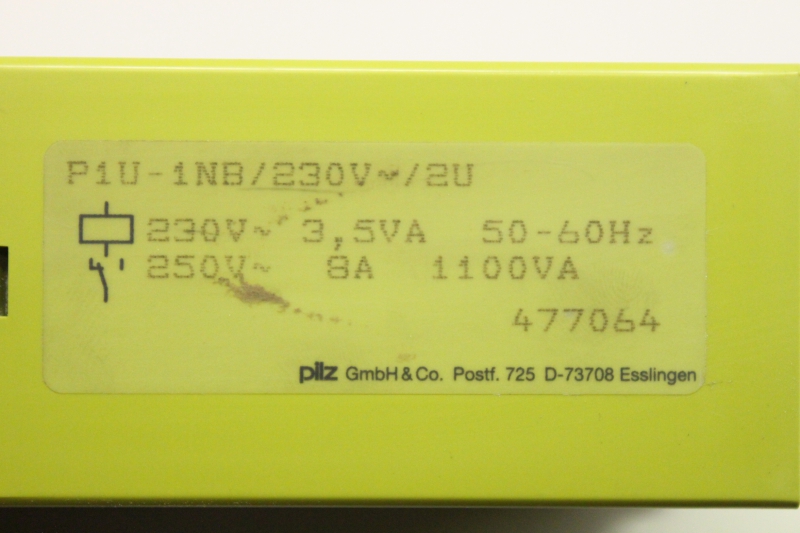 P1U-1NB/230V~/2U
230V~ 3,5VA 50-60Hz
250V~ 8A 1100VA
477064
pilz GmbH & Co. Postf. 725 D-73708 Esslingen